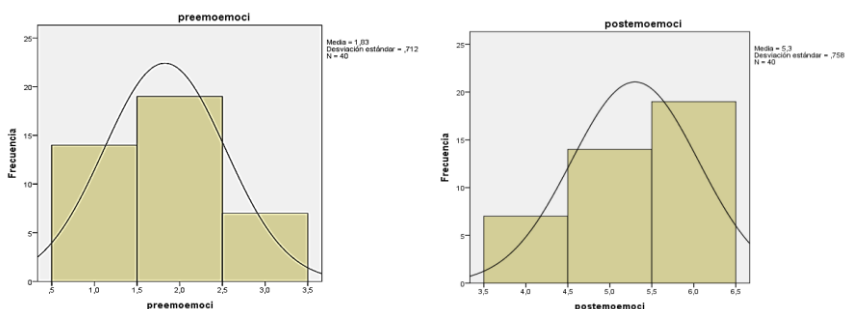 preemoemoci
Media = 1,83
Desviación estándar = ,712
N = 40
Frecuencia
25
20
15
10
5
0
,5 1,0 1,5 2,0 2,5 3,0 3,5
preemoemoci
postemoemoci
Media = 5,3
Desviación estándar = ,758
N = 40
Frecuencia
25
20
15
10
5
0
3,5 4,0 4,5 5,0 5,5 6,0 6,5
postemoemoci